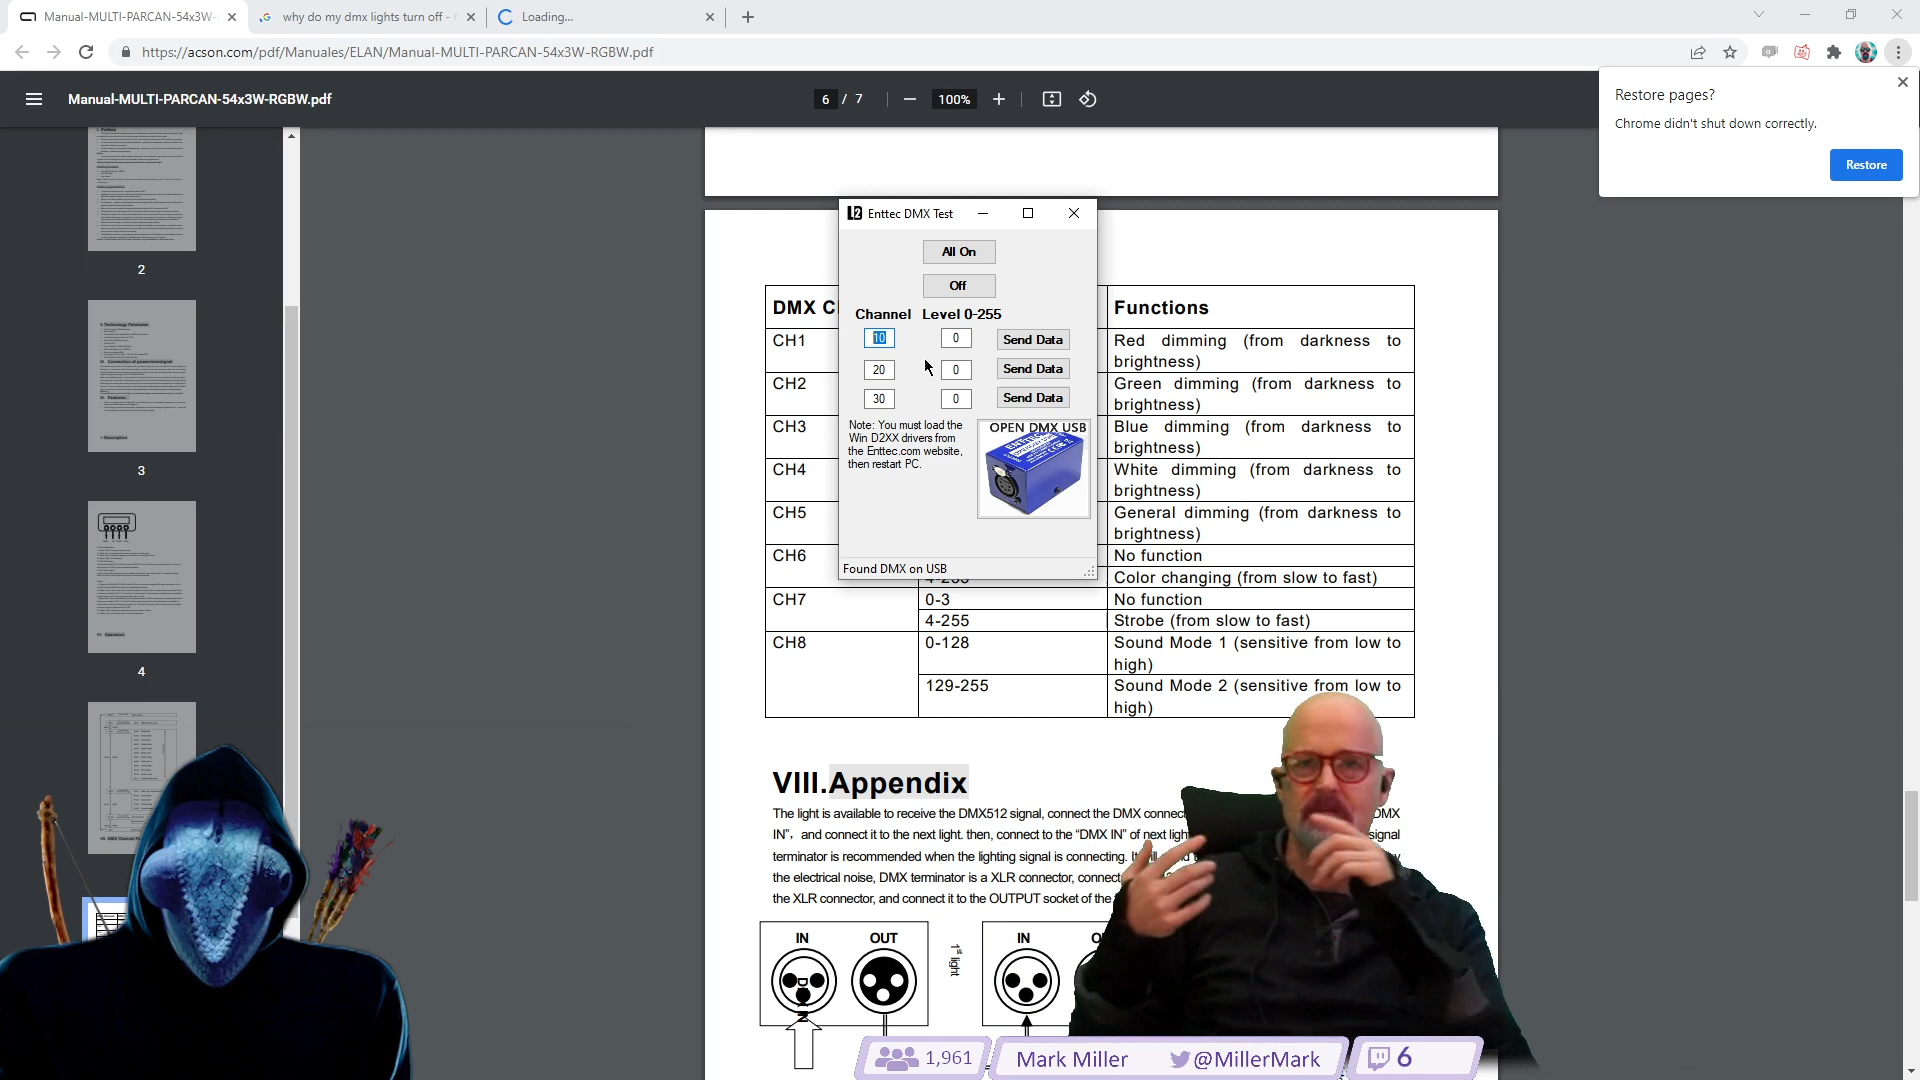 Manual-MULTI-PARCAN-54x3W-
why do my dmx lights turn off -
Loading...
https://acson.com/pdf/Manuales/ELAN/Manual-MULTI-PARCAN-54x3W-RGBW.pdf
Manual-MULTI-PARCAN-54x3W-RGBW.pdf
6 / 7
100%
Restore pages?
Chrome didn't shut down correctly.
Restore
2
3
4
Enttec DMX Test
All On
Off
Channel Level 0-255
10 0 Send Data
20 0 Send Data
30 0 Send Data
Note: You must load the
Win D2XX drivers from
the Enttec.com website,
then restart PC.
OPEN DMX USB
Found DMX on USB
DMX C
Functions
CH1 Red dimming (from darkness to
brightness)
CH2 Green dimming (from darkness to
brightness)
CH3 Blue dimming (from darkness to
brightness)
CH4 White dimming (from darkness to
brightness)
CH5 General dimming (from darkness to
brightness)
CH6 No function
Color changing (from slow to fast)
CH7 0-3 No function
4-255 Strobe (from slow to fast)
CH8 0-128 Sound Mode 1 (sensitive from low to
high)
129-255 Sound Mode 2 (sensitive from low to
high)
VIII.Appendix
The light is available to receive the DMX512 signal, connect the DMX connec DMX
IN", and connect it to the next light. then, connect to the "DMX IN" of next ligh signal
terminator is recommended when the lighting signal is connecting.
the electrical noise, DMX terminator is a XLR connector, connect
the XLR connector, and connect it to the OUTPUT socket of the
IN OUT
1st light
IN
1,961
Mark Miller
@MillerMark
6